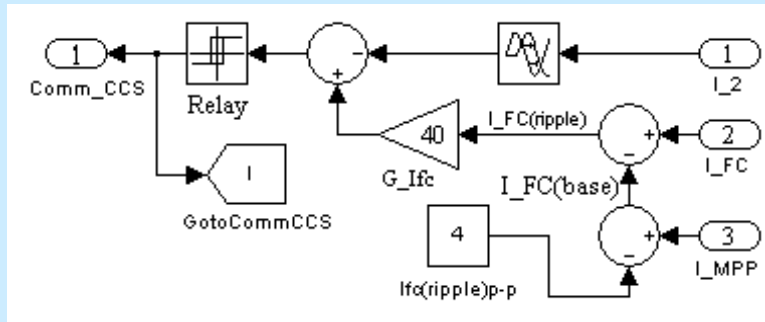 1
Comm_CCS
Relay
-
+
1
I_2
40
G_Ifc
I_FC(ripple)
+
-
2
I_FC
I
GotoCommCCS
I_FC(base)
4
Ifc(ripple)p-p
+
-
3
I_MPP